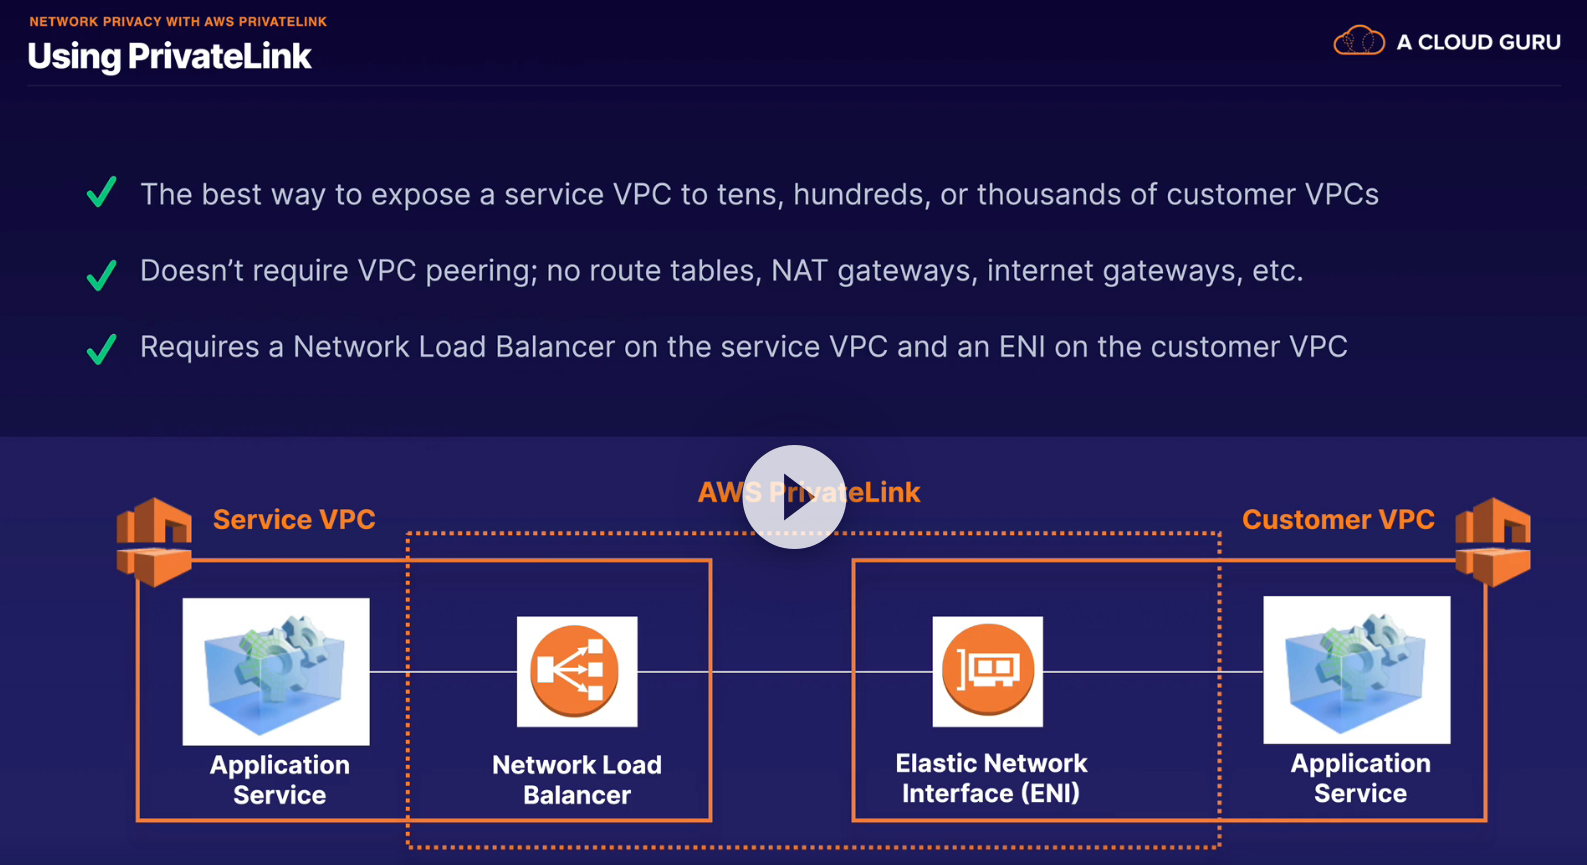 NETWORK PRIVACY WITH AWS PRIVATELINK
Using PrivateLink
A CLOUD GURU
The best way to expose a service VPC to tens, hundreds, or thousands of customer VPCs
Doesn’t require VPC peering; no route tables, NAT gateways, internet gateways, etc.
Requires a Network Load Balancer on the service VPC and an ENI on the customer VPC
AWS PrivateLink
Service VPC
Customer VPC
Application
Service
Network Load
Balancer
Elastic Network
Interface (ENI)
Application
Service